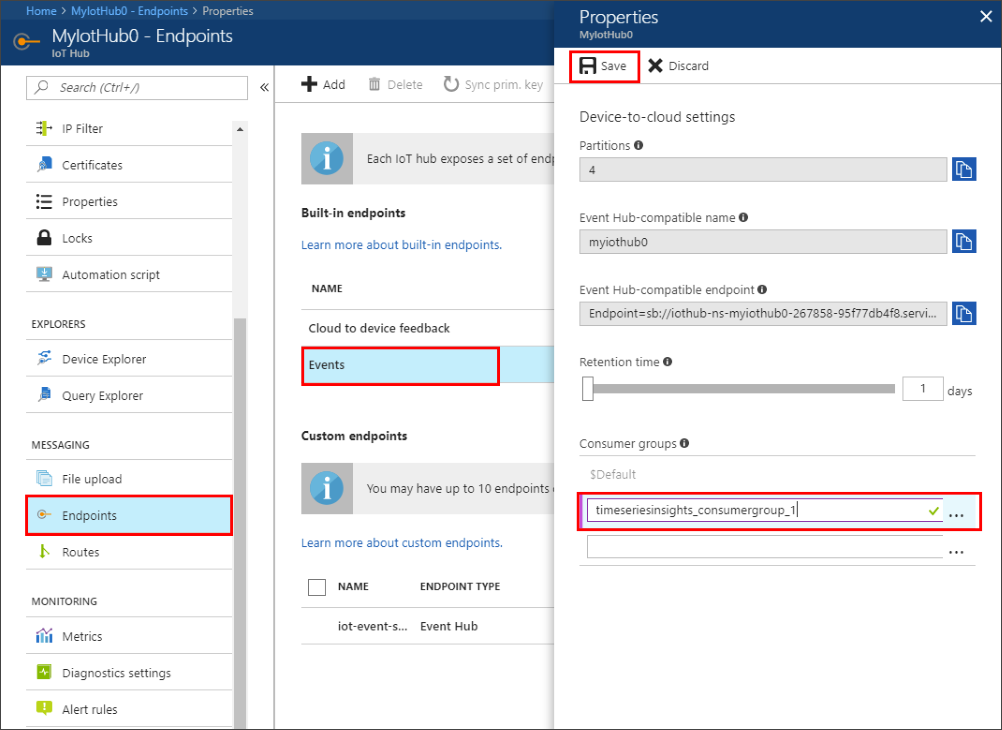 Home > MyIotHub0 - Endpoints > Properties
MyIotHub0 - Endpoints
IoT Hub
Search (Ctrl+/)
IP Filter
Certificates
Properties
Locks
Automation script
EXPLORERS
Device Explorer
Query Explorer
MESSAGING
File upload
Endpoints
Routes
MONITORING
Metrics
Diagnostics settings
Alert rules
Add Delete Sync prim. key
Each IoT hub exposes a set of endp
Built-in endpoints
Learn more about built-in endpoints.
NAME
Cloud to device feedback
Events
Custom endpoints
You may have up to 10 endpoints
Learn more about custom endpoints.
NAME ENDPOINT TYPE
iot-event-s... Event Hub
Properties
MyIotHub0
Save Discard
Device-to-cloud settings
Partitions
4
Event Hub-compatible name
myiothub0
Event Hub-compatible endpoint
Endpoint=sb://iothub-ns-myiothub0-267858-95f77db4f8.servi...
Retention time
1 days
Consumer groups
$Default
timeseriesinsights_consumergroup_1 ...
...